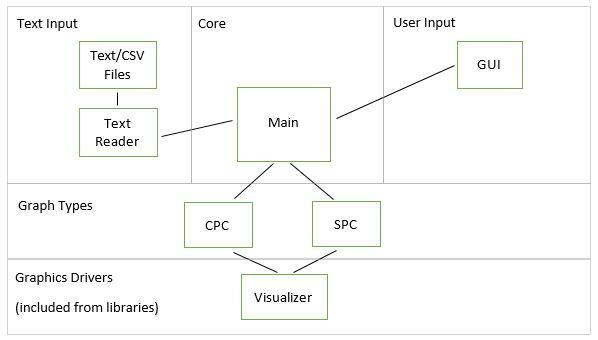 Text Input
Core
User Input
Text/CSV
Files
GUI
Text
Reader
Main
Graph Types
CPC
SPC
Graphics Drivers
(included from libraries)
Visualizer